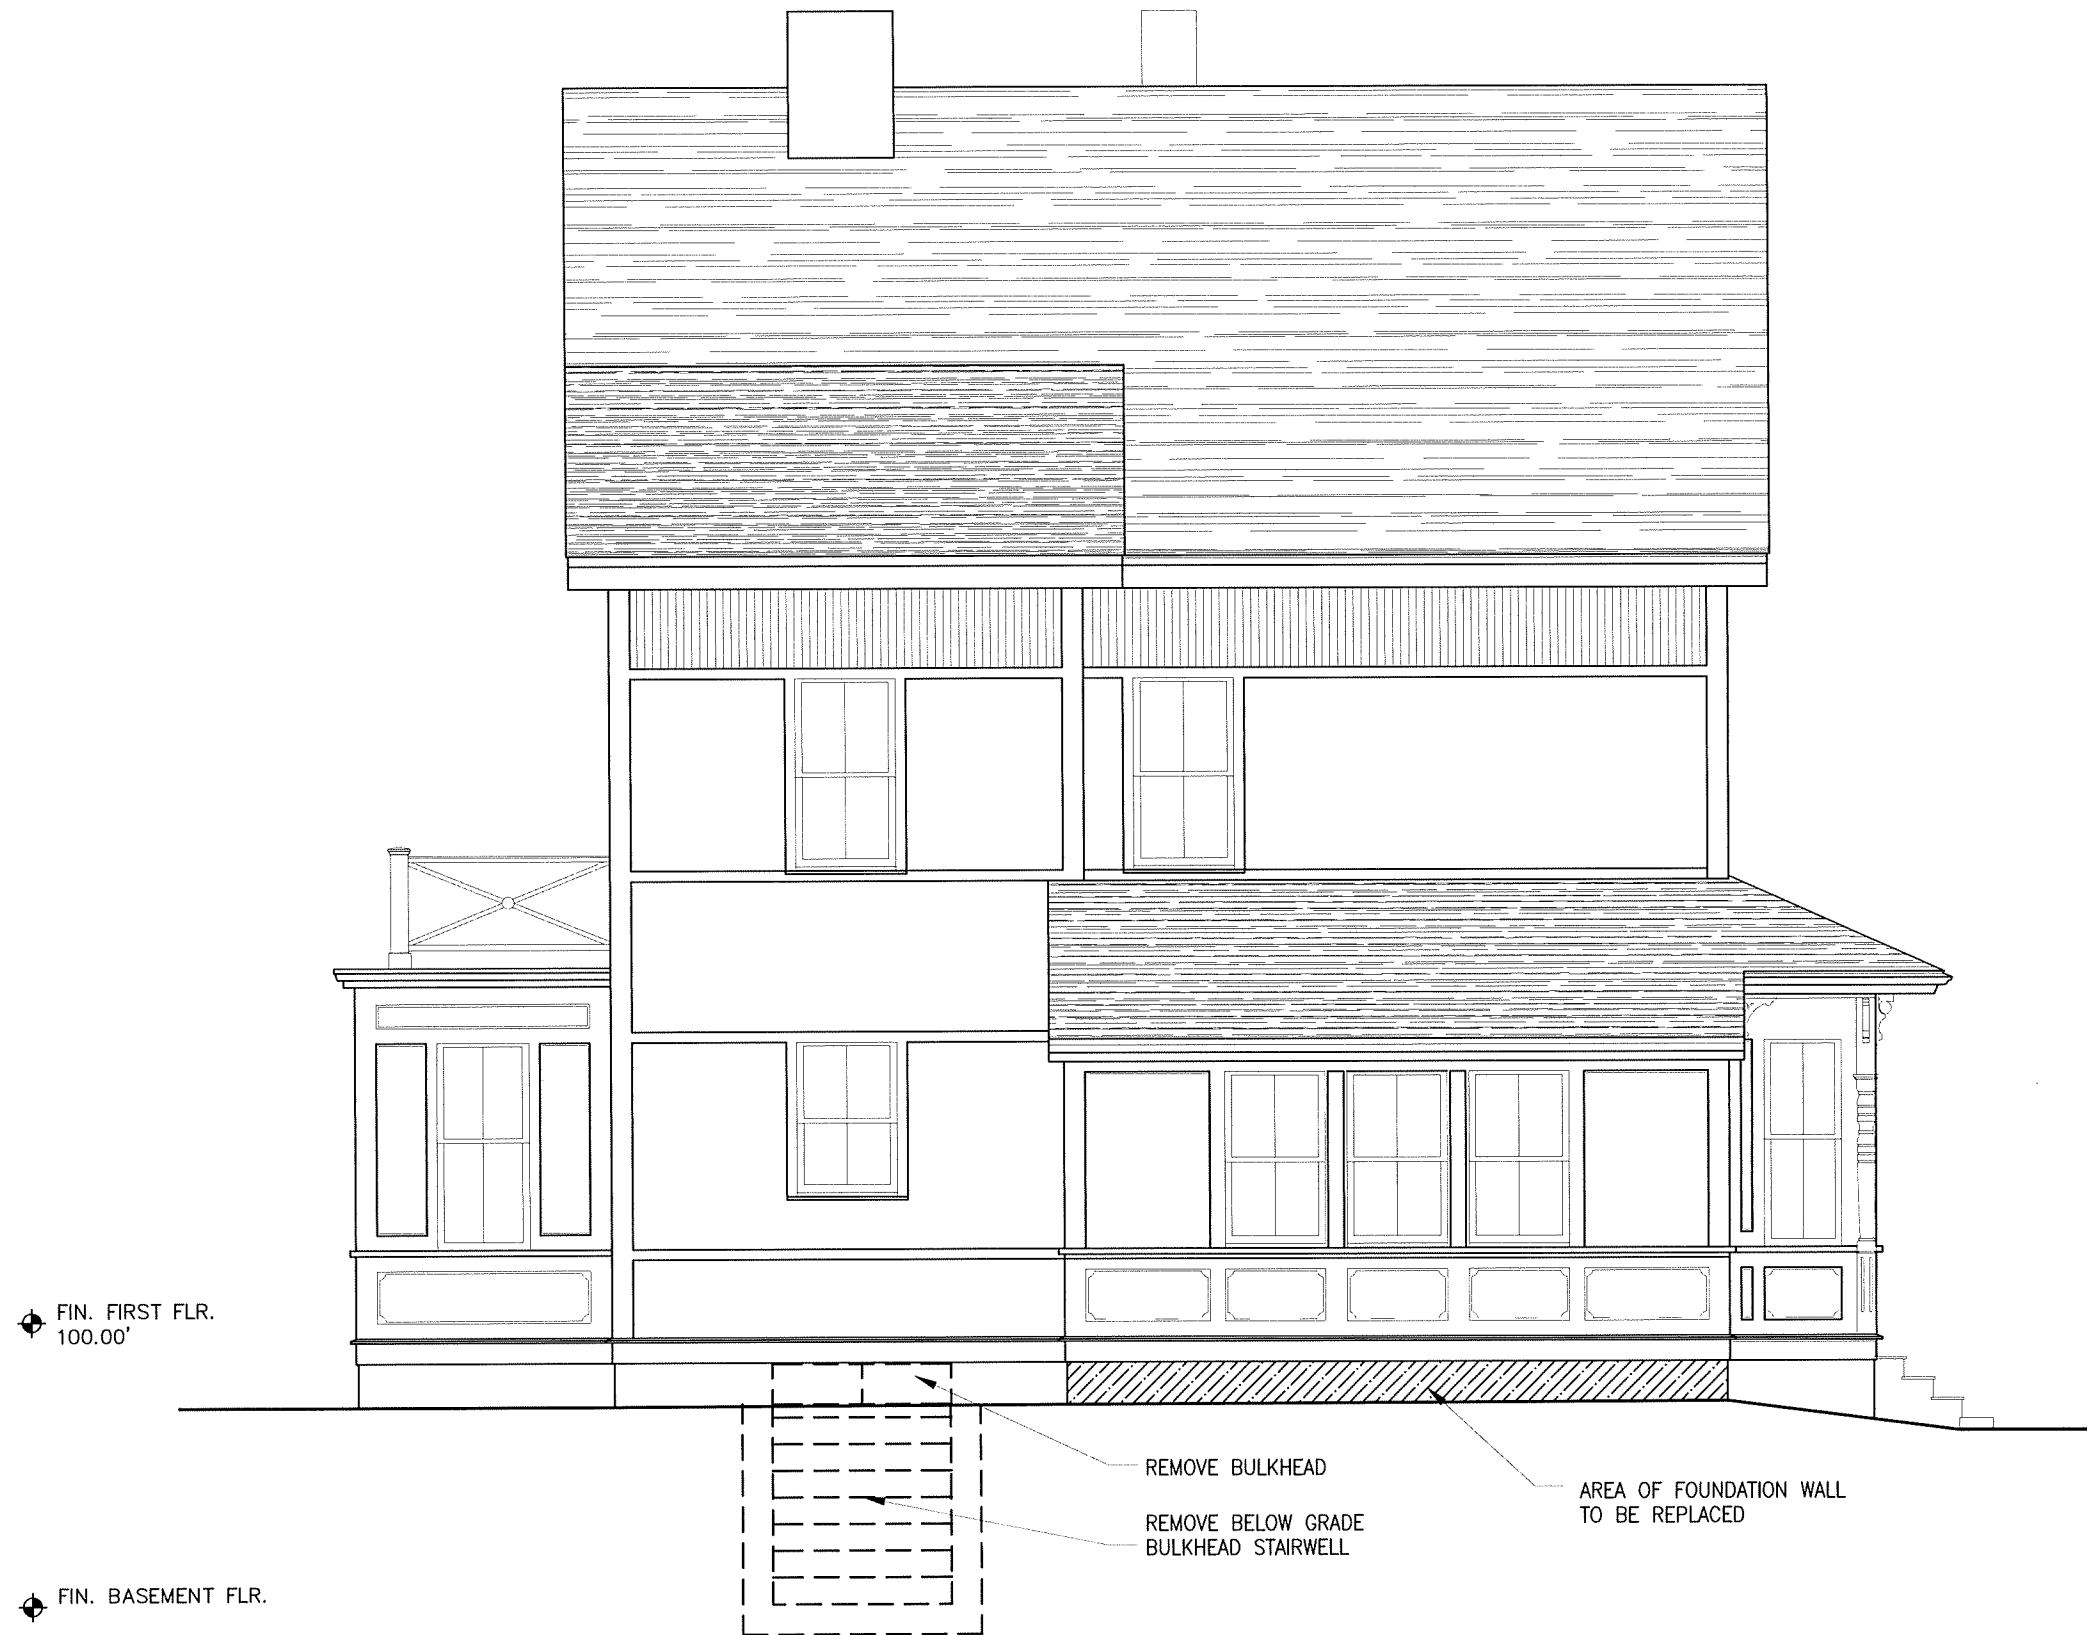 FIN. FIRST FLR.
100.00'
REMOVE BULKHEAD
REMOVE BELOW GRADE
BULKHEAD STAIRWELL
AREA OF FOUNDATION WALL
TO BE REPLACED
FIN. BASEMENT FLR.